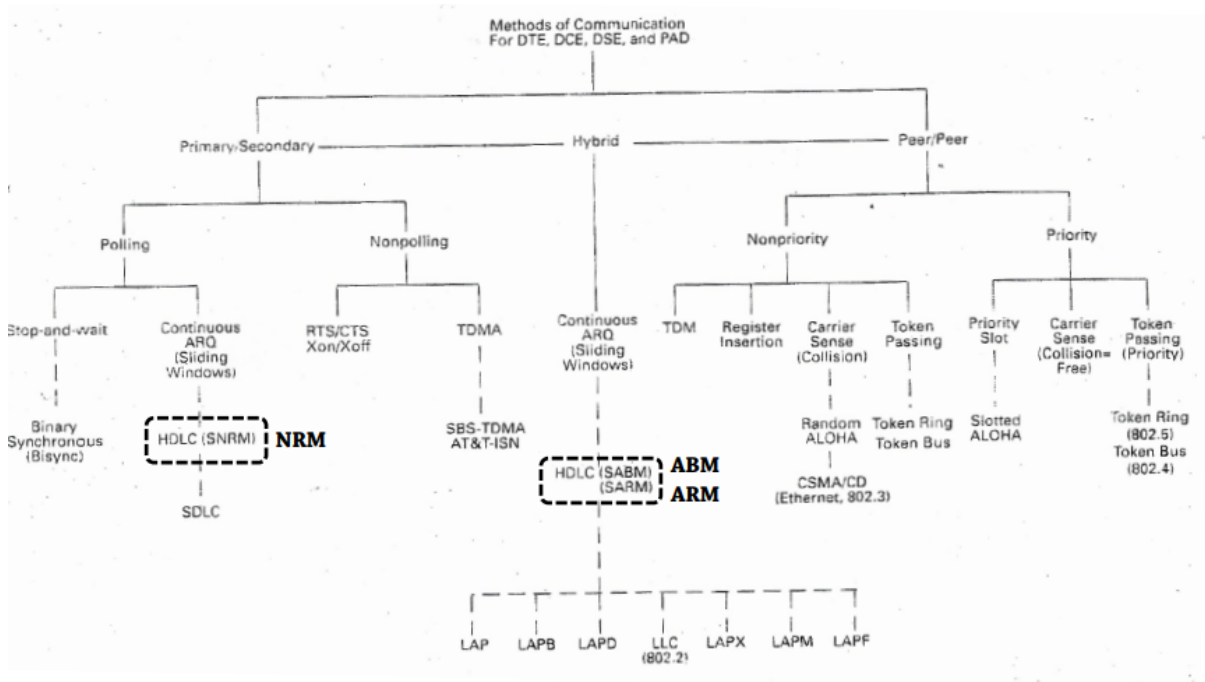 Methods of Communication
For DTE, DCE, DSE, and PAD
Primary/Secondary
Hybrid
Peer/Peer
Polling
Nonpolling
Nonpriority
Priority
Stop-and-wait
Continuous
ARQ
(Sliding
Windows)
RTS/CTS
Xon/Xoff
TDMA
Continuous
ARQ
(Sliding
Windows)
TDM
Register
Insertion
Carrier
Sense
(Collision)
Token
Passing
Priority
Slot
Carrier
Sense
(Collision=
Free)
Token
Passing
(Priority)
Binary
Synchronous
(Bisync)
HDLC (SNRM)
NRM
SBS-TDMA
AT&T-ISN
HDLC (SABM)
(SARM)
ABM
ARM
Random
ALOHA
Token Ring
Token Bus
Slotted
ALOHA
Token Ring
(802.5)
Token Bus
(802.4)
SDLC
CSMA/CD
(Ethernet, 802.3)
LAP
LAPB
LAPD
LLC
(802.2)
LAPX
LAPM
LAPF